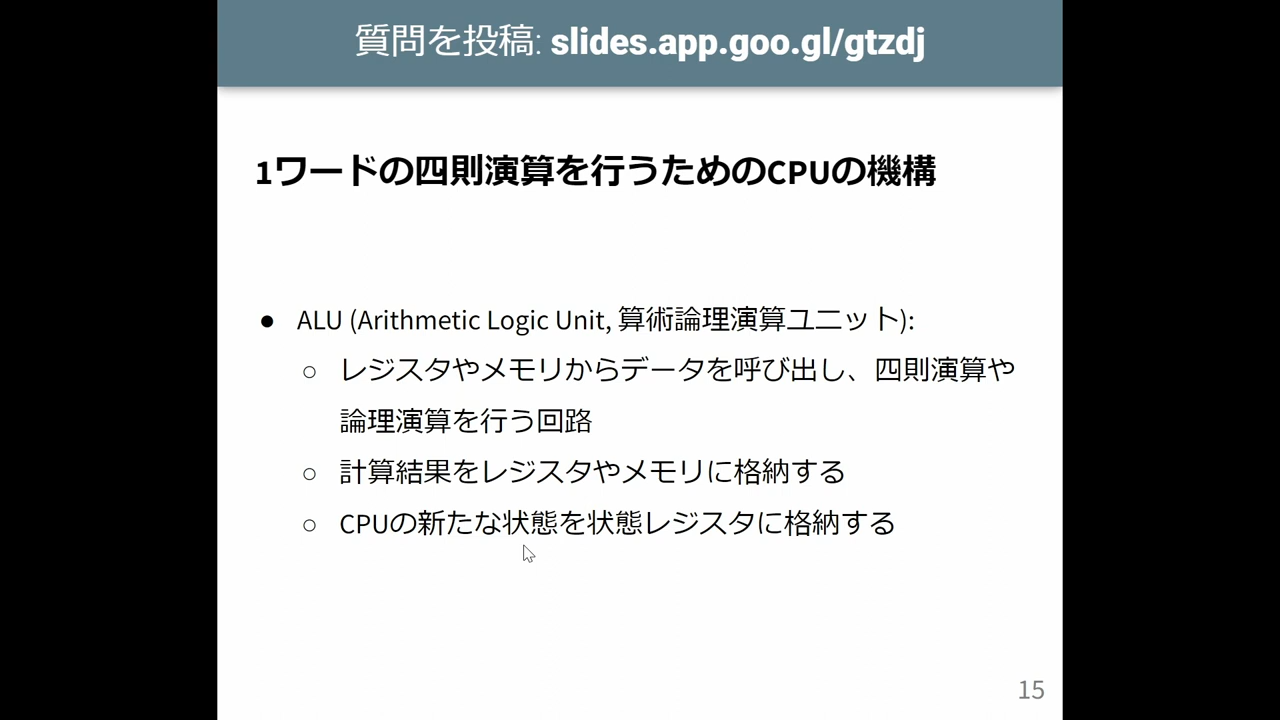 質問を投稿: slides.app.goo.gl/gtzdj
1ワードの四則演算を行うためのCPUの機構
● ALU (Arithmetic Logic Unit, 算術論理演算ユニット):
○ レジスタやメモリからデータを呼び出し、四則演算や
論理演算を行う回路
○ 計算結果をレジスタやメモリに格納する
○ CPUの新たな状態を状態レジスタに格納する
15